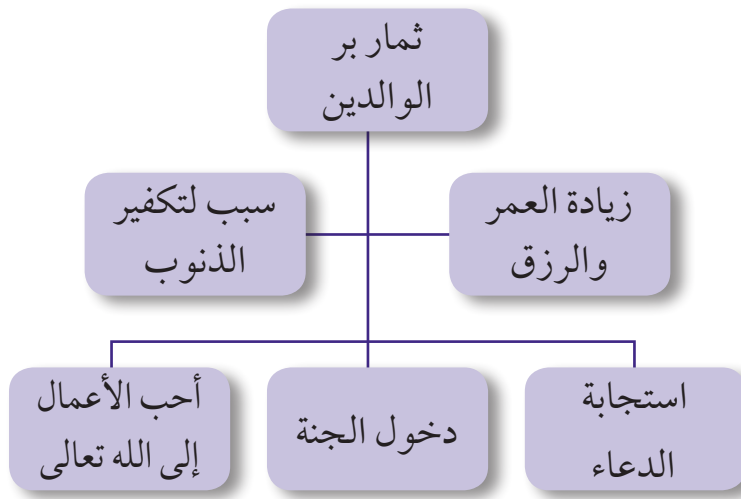 ثمار بر
الوالدين
زيادة العمر
والرزق
سبب لتكفير
الذنوب
استجابة
الدعاء
دخول الجنة
أحب الأعمال
إلى الله تعالى